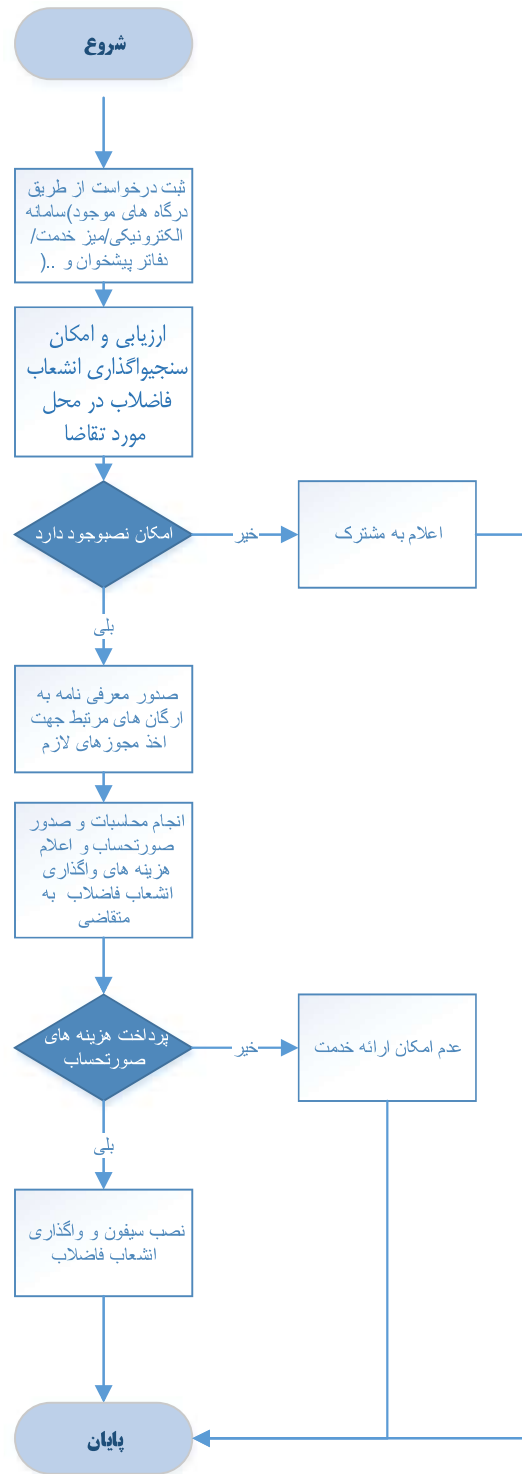 شروع
ثبت درخواست از طریق
درگاه های موجود)سامانه
الکترونیکی/میز خدمت/
دفاتر پیشخوان و ..(
ارزیابی و امکان
سنجیواگذاری انشعاب
فاضلاب در محل
مورد تقاضا
امکان نصبوجود دارد
خیر
اعلام به مشترک
بلی
صدور معرفی نامه به
ارگان های مرتبط جهت
اخذ مجوزهای لازم
انجام محاسبات و صدور
صورتحساب و اعلام
هزینه های واگذاری
انشعاب فاضلاب به
متقاضی
پرداخت هزینه های
صورتحساب
خیر
عدم امکان ارائه خدمت
بلی
نصب سیفون و واگذاری
انشعاب فاضلاب
پایان